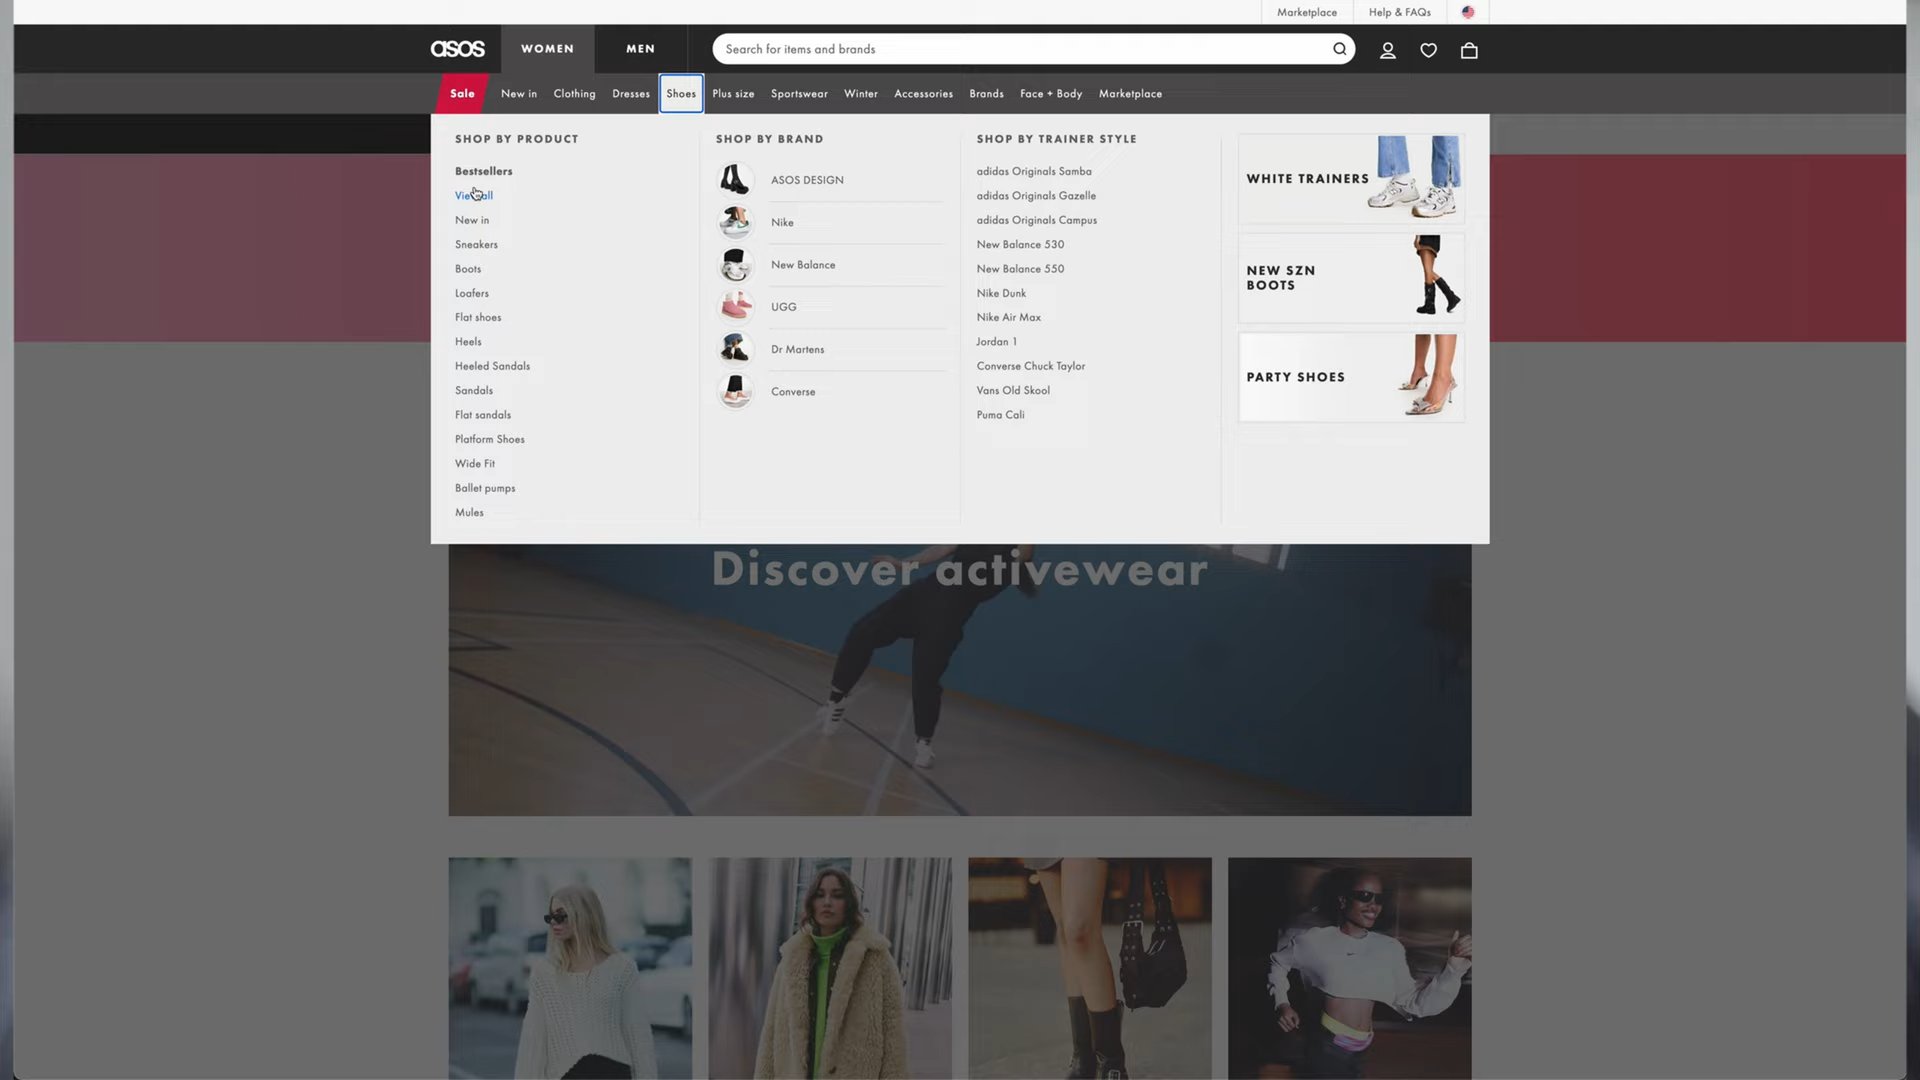 Marketplace
Help & FAQs
asos
WOMEN
MEN
Search for items and brands
Sale
New in
Clothing
Dresses
Shoes
Plus size
Sportswear
Winter
Accessories
Brands
Face + Body
Marketplace
SHOP BY PRODUCT
Bestsellers
View all
New in
Sneakers
Boots
Loafers
Flat shoes
Heels
Heeled Sandals
Sandals
Flat sandals
Platform Shoes
Wide Fit
Ballet pumps
Mules
SHOP BY BRAND
ASOS DESIGN
Nike
New Balance
UGG
Dr Martens
Converse
SHOP BY TRAINER STYLE
adidas Originals Samba
adidas Originals Gazelle
adidas Originals Campus
New Balance 530
New Balance 550
Nike Dunk
Nike Air Max
Jordan 1
Converse Chuck Taylor
Vans Old Skool
Puma Cali
WHITE TRAINERS
NEW SZN
BOOTS
PARTY SHOES
Discover activewear